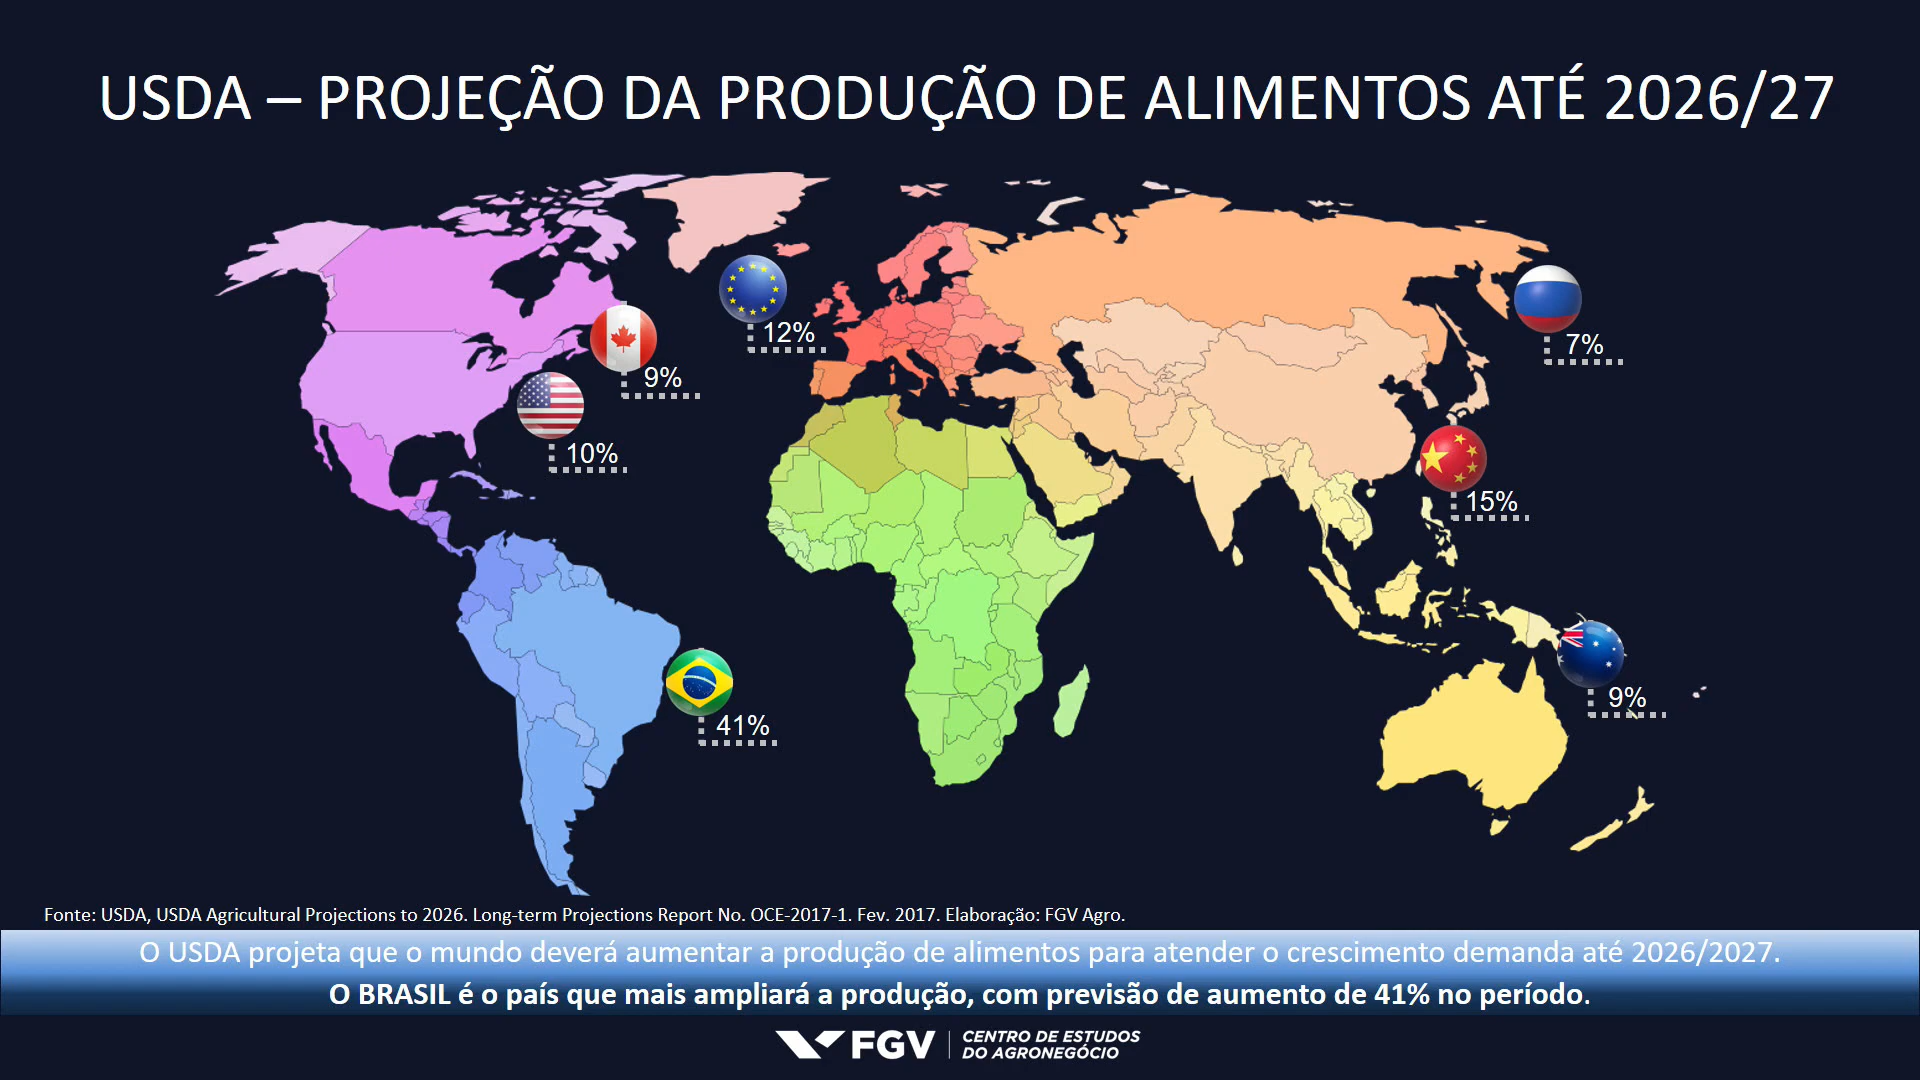 USDA – PROJEÇÃO DA PRODUÇÃO DE ALIMENTOS ATÉ 2026/27
12%
7%
9%
10%
15%
9%
41%
Fonte: USDA, USDA Agricultural Projections to 2026. Long-term Projections Report No. OCE-2017-1. Fev. 2017. Elaboração: FGV Agro.
O USDA projeta que o mundo deverá aumentar a produção de alimentos para atender o crescimento demanda até 2026/2027.
O BRASIL é o país que mais ampliará a produção, com previsão de aumento de 41% no período.
FGV
CENTRO DE ESTUDOS
DO AGRONEGÓCIO